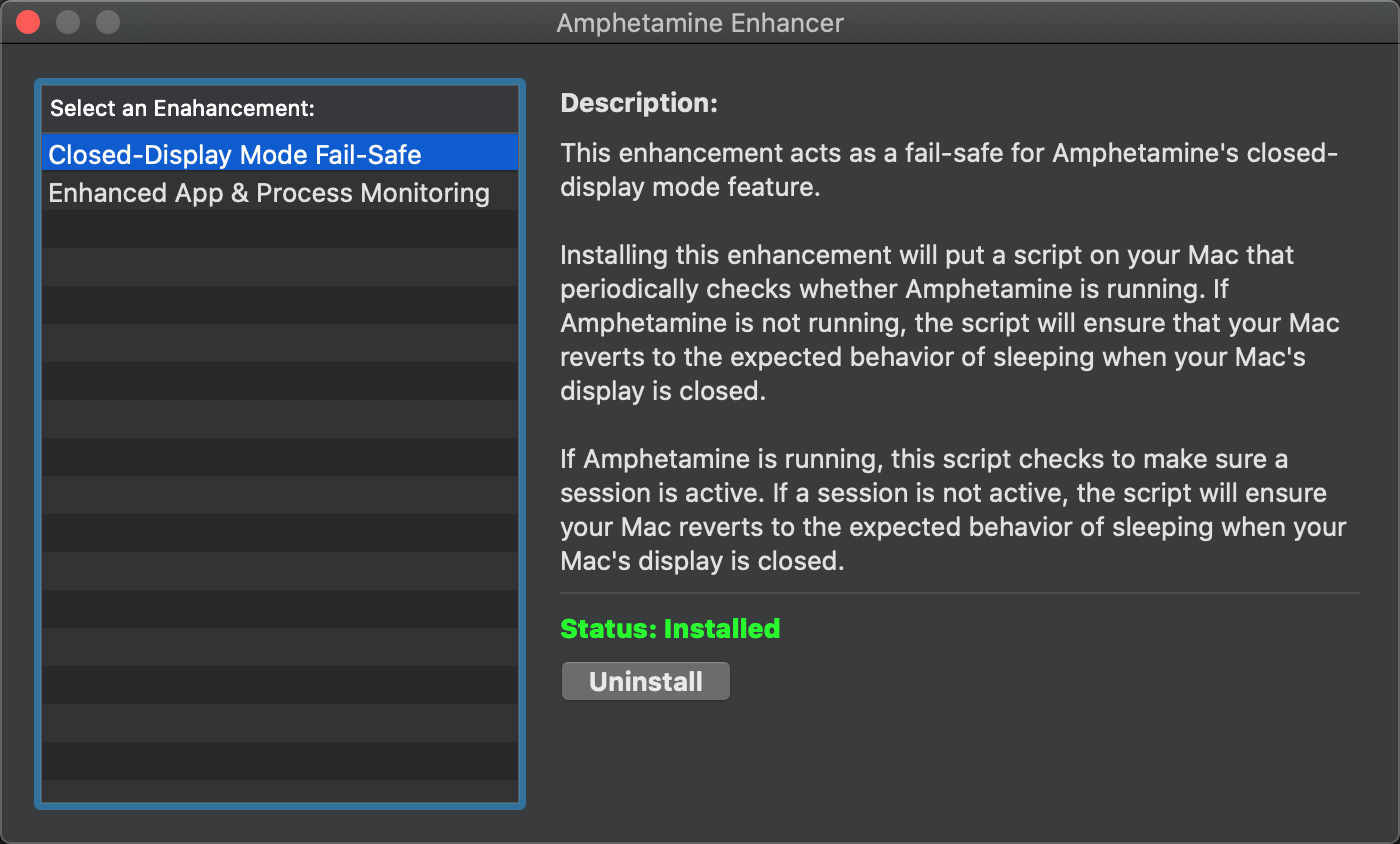 Amphetamine Enhancer
Select an Enahancement:
Closed-Display Mode Fail-Safe
Enhanced App & Process Monitoring
Description:
This enhancement acts as a fail-safe for Amphetamine's closed-
display mode feature.
Installing this enhancement will put a script on your Mac that
periodically checks whether Amphetamine is running. If
Amphetamine is not running, the script will ensure that your Mac
reverts to the expected behavior of sleeping when your Mac's
display is closed.
If Amphetamine is running, this script checks to make sure a
session is active. If a session is not active, the script will ensure
your Mac reverts to the expected behavior of sleeping when your
Mac's display is closed.
Status: Installed
Uninstall